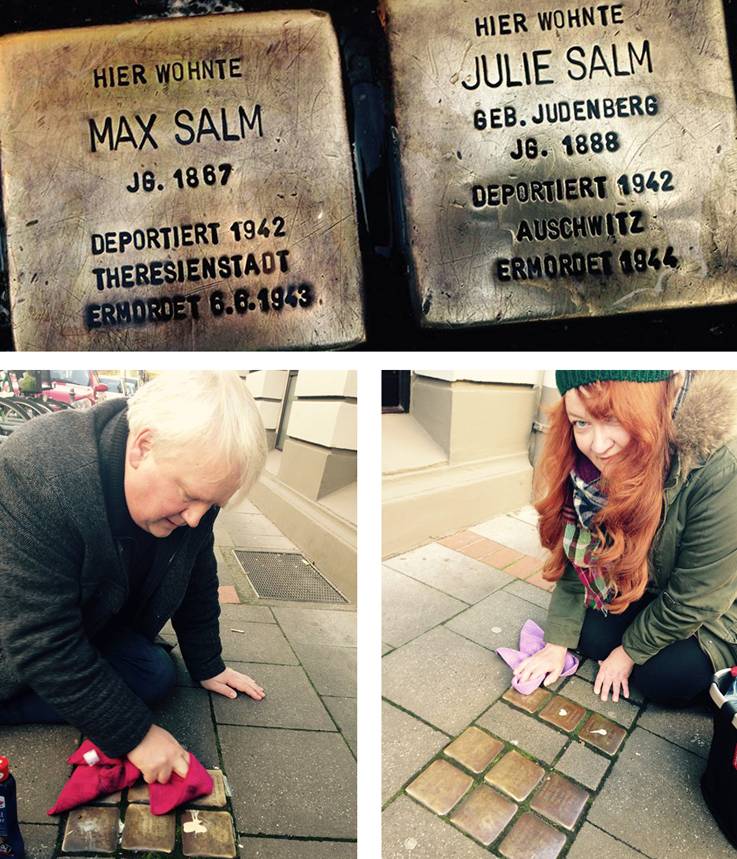 HIER WOHNTE
MAX SALM
JG. 1867
DEPORTIERT 1942
THERESIENSTADT
ERMORDET 6.6.1943
HIER WOHNTE
JULIE SALM
GEB. JUDENBERG
JG. 1888
DEPORTIERT 1942
AUSCHWITZ
ERMORDET 1944